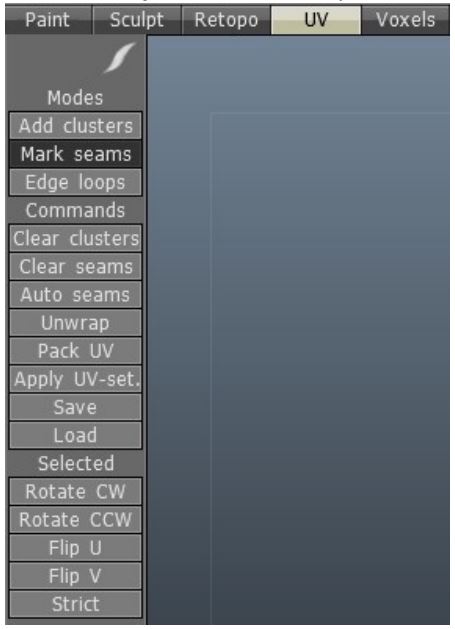 Paint Sculpt Retopo UV Voxels
Modes
Add clusters
Mark seams
Edge loops
Commands
Clear clusters
Clear seams
Auto seams
Unwrap
Pack UV
Apply UV-set.
Save
Load
Selected
Rotate CW
Rotate CCW
Flip U
Flip V
Strict